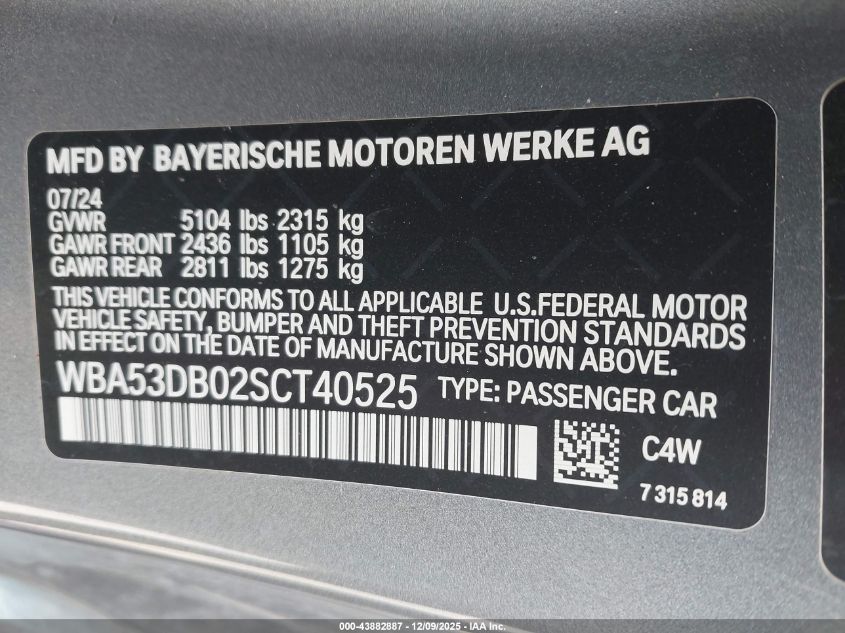 MFD BY BAYERISCHE MOTOREN WERKE AG
07/24
GVWR 5104 lbs 2315 kg
GAWR FRONT 2436 lbs 1105 kg
GAWR REAR 2811 lbs 1275 kg
THIS VEHICLE CONFORMS TO ALL APPLICABLE U.S.FEDERAL MOTOR
VEHICLE SAFETY, BUMPER AND THEFT PREVENTION STANDARDS
IN EFFECT ON THE DATE OF MANUFACTURE SHOWN ABOVE.
WBA53DB02SCT40525 TYPE: PASSENGER CAR
C4W
7 315 814
000-43882887 | 12/09/2025 - IAA Inc.